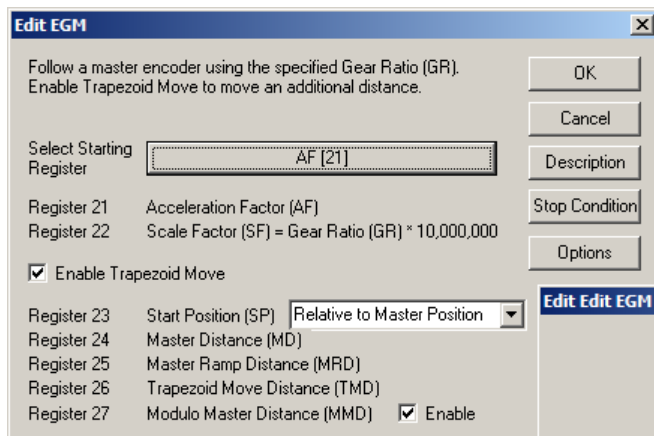 Edit EGM
Follow a master encoder using the specified Gear Ratio (GR).
Enable Trapezoid Move to move an additional distance.
OK
Cancel
Select Starting
Register
AF [21]
Description
Register 21 Acceleration Factor (AF)
Stop Condition
Register 22 Scale Factor (SF) = Gear Ratio (GR) * 10,000,000
Options
Enable Trapezoid Move
Register 23 Start Position (SP) Relative to Master Position
Edit Edit EGM
Register 24 Master Distance (MD)
Register 25 Master Ramp Distance (MRD)
Register 26 Trapezoid Move Distance (TMD)
Register 27 Modulo Master Distance (MMD) Enable